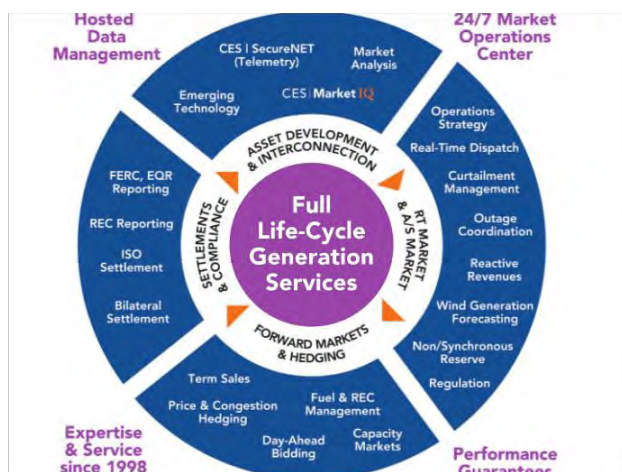 Hosted
Data
Management
24/7 Market
Operations
Center
CES | SecureNET
(Telemetry)
Market
Analysis
Emerging
Technology
CES | Market IQ
ASSET DEVELOPMENT
& INTERCONNECTION
Operations
Strategy
Real-Time Dispatch
Curtailment
Management
Outage
Coordination
Reactive
Revenues
Wind Generation
Forecasting
Non/Synchronous
Reserve
Regulation
RT MARKET
& A/S MARKET
FERC, EQR
Reporting
REC Reporting
ISO
Settlement
Bilateral
Settlement
SETTLEMENTS
& COMPLIANCE
Full
Life-Cycle
Generation
Services
FORWARD MARKETS
& HEDGING
Term Sales
Price & Congestion
Hedging
Fuel & REC
Management
Day-Ahead
Bidding
Capacity
Markets
Expertise
& Service
since 1998
Performance
Guarantees